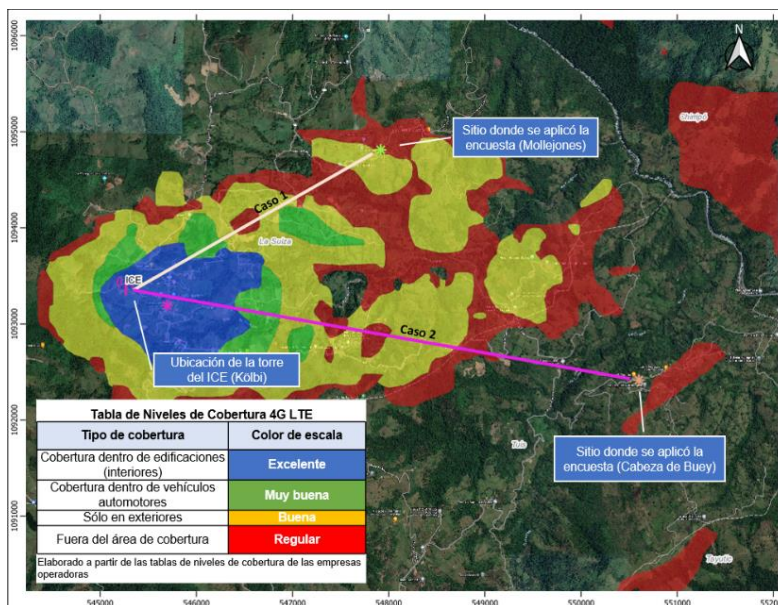 1096000
1095000
1094000
1093000
1092000
1091000
N
Chirripó
Sitio donde se aplicó la
encuesta (Mollejones)
Caso 1
La Suiza
ICE
Caso 2
Ubicación de la torre
del ICE (Kölbi)
Sitio donde se aplicó la
encuesta (Cabeza de Buey)
Tuis
Tayutic
Tabla de Niveles de Cobertura 4G LTE
Tipo de cobertura Color de escala
Cobertura dentro de edificaciones
(interiores)
Excelente
Cobertura dentro de vehículos
automotores
Muy buena
Sólo en exteriores Buena
Fuera del área de cobertura Regular
Elaborado a partir de las tablas de niveles de cobertura de las empresas
operadoras
545000 546000 547000 548000 549000 550000 551000